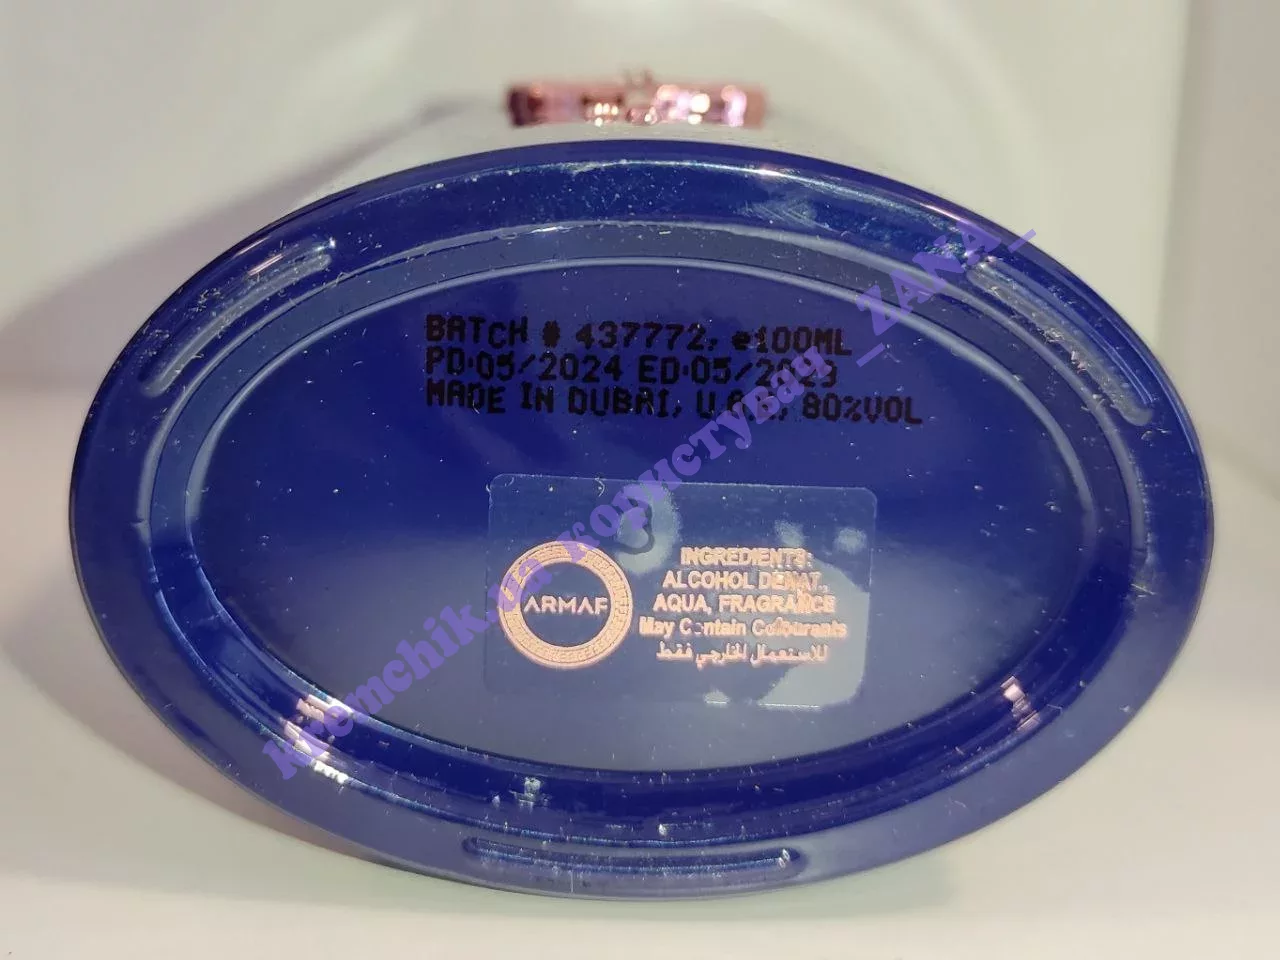 BATCH # 437772, e100ML
PD:05/2024 ED:05/2029
MADE IN DUBAI, U.A.E, 80%VOL
ARMAF
INGREDIENTS:
ALCOHOL DENAT.,
AQUA, FRAGRANCE
May Contain Colourants
للاستعمال الخارجي فقط
kremchik.ua користувач _ZANA_